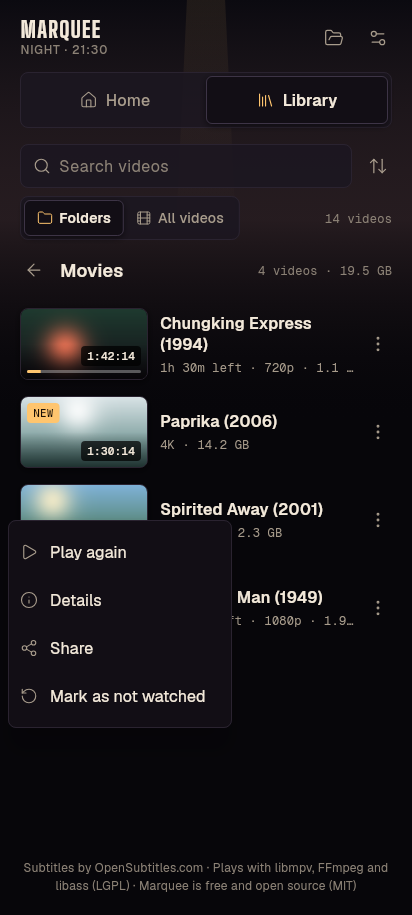 MARQUEE
NIGHT · 21:30
Home
Library
Search videos
Folders
All videos
14 videos
Movies
4 videos · 19.5 GB
Chungking Express
(1994)
1:42:14
1h 30m left · 720p · 1.1 …
NEW
Paprika (2006)
4K · 14.2 GB
1:30:14
Spirited Away (2001)
2.3 GB
Man (1949)
ft · 1080p · 1.9…
Play again
Details
Share
Mark as not watched
Subtitles by OpenSubtitles.com · Plays with libmpv, FFmpeg and
libass (LGPL) · Marquee is free and open source (MIT)